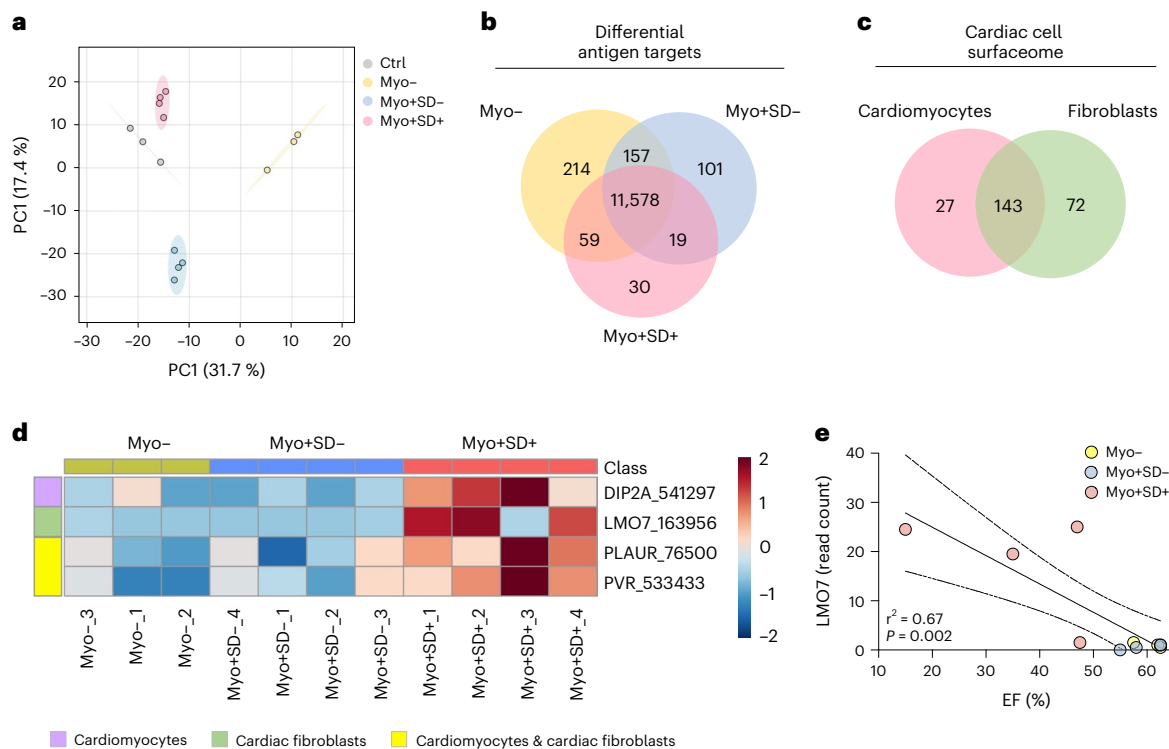 a
PC1 (17.4 %)
20
10
0
−10
−20
−30
−30
−20
−10
0
10
20
PC1 (31.7 %)
Ctrl
Myo−
Myo+SD−
Myo+SD+
b
Differential
antigen targets
Myo−
Myo+SD−
214
157
101
11,578
59
19
30
Myo+SD+
c
Cardiac cell
surfaceome
Cardiomyocytes
Fibroblasts
27
143
72
d
Myo−
Myo+SD−
Myo+SD+
Class
DIP2A_541297
LMO7_163956
PLAUR_76500
PVR_533433
2
1
0
−1
−2
Myo−_3
Myo−_1
Myo−_2
Myo+SD−_4
Myo+SD−_1
Myo+SD−_2
Myo+SD−_3
Myo+SD+_1
Myo+SD+_2
Myo+SD+_3
Myo+SD+_4
Cardiomyocytes
Cardiac fibroblasts
Cardiomyocytes & cardiac fibroblasts
e
LMO7 (read count)
40
30
20
10
0
10
20
30
40
50
60
EF (%)
Myo−
Myo+SD−
Myo+SD+
r² = 0.67
P = 0.002